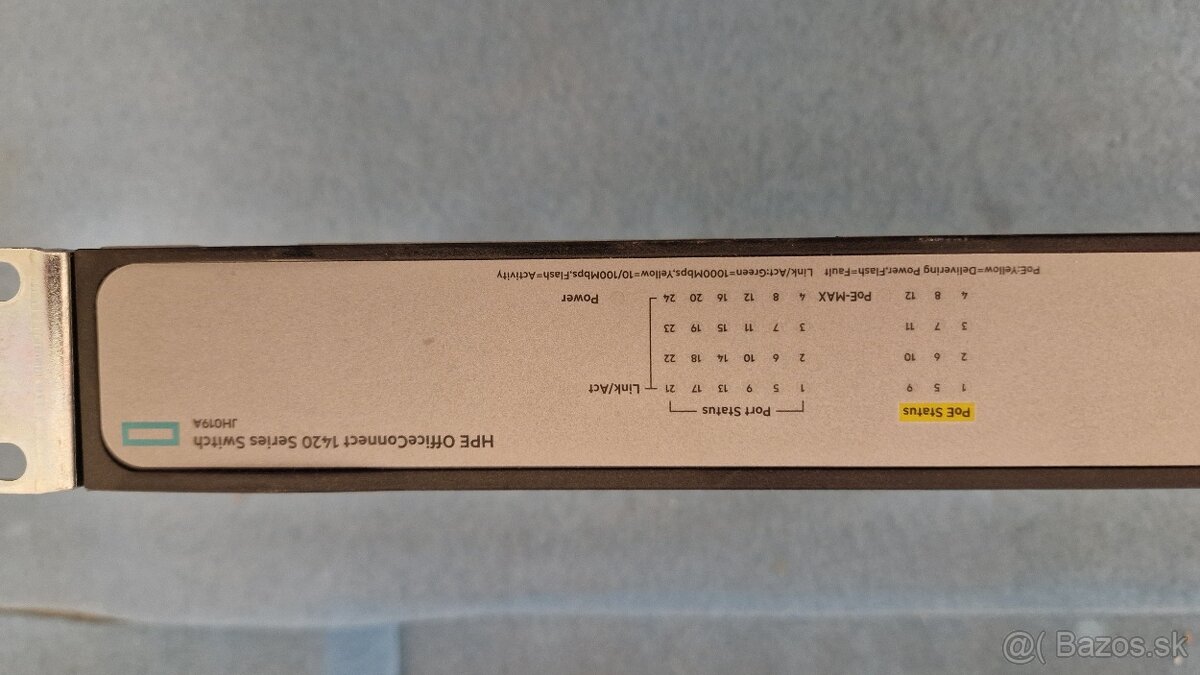 HPE OfficeConnect 1420 Series Switch
JH019A
PoE Status Port Status
1 5 9 1 5 9 13 17 21 Link/Act
2 6 10 2 6 10 14 18 22
3 7 11 3 7 11 15 19 23
4 8 12 PoE-MAX 4 8 12 16 20 24 Power
PoE:Yellow=Delivering Power,Flash=Fault Link/Act:Green=1000Mbps,Yellow=10/100Mbps,Flash=Activity
@( Bazos.sk